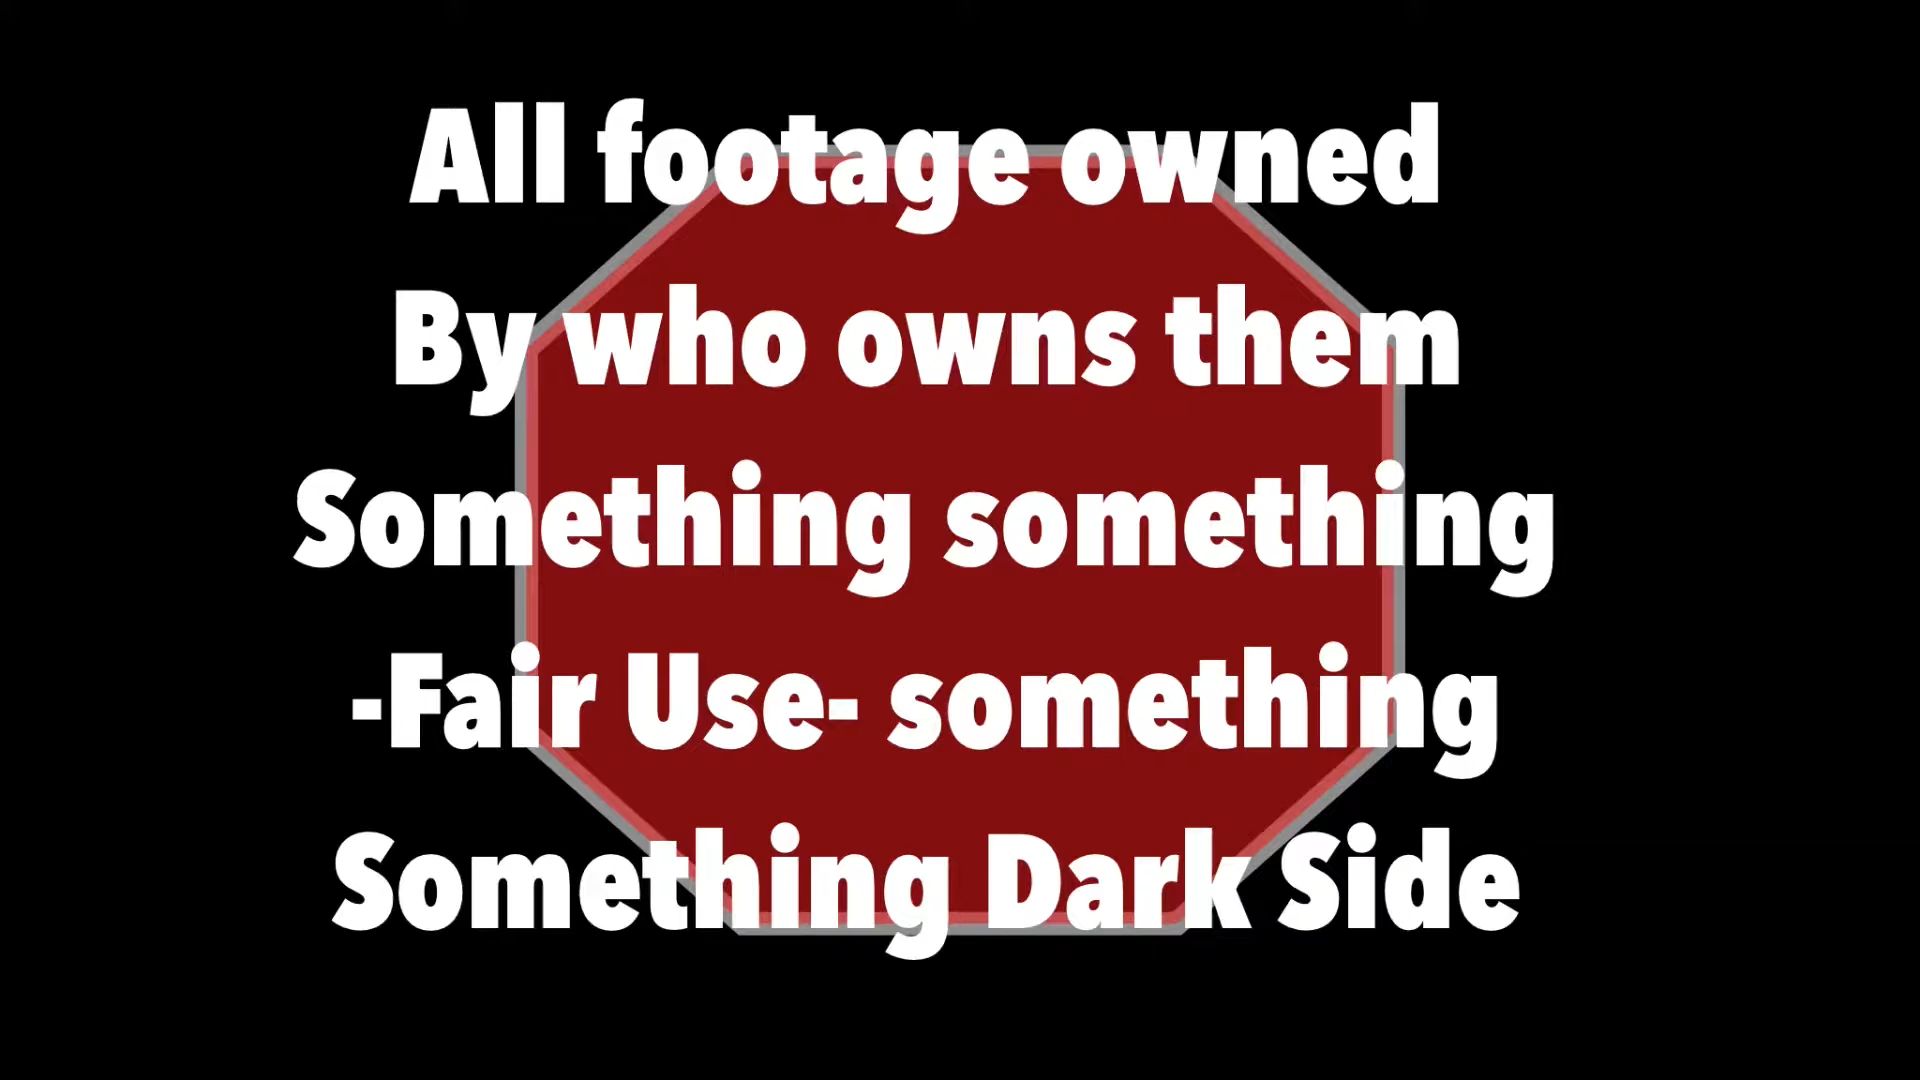 All footage owned
By who owns them
Something something
-Fair Use- something
Something Dark Side